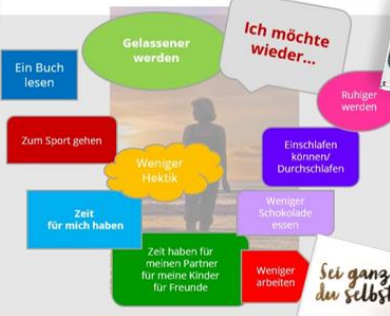 Ich möchte
wieder...
Gelassener
werden
Ein Buch
lesen
Ruhiger
werden
Zum Sport gehen
Einschlafen
können/
Durchschlafen
Weniger
Hektik
Weniger
Schokolade
essen
Zeit
für mich haben
Zeit haben für
meinen Partner
für meine Kinder
für Freunde
Weniger
arbeiten
Sei ganz
du selbst